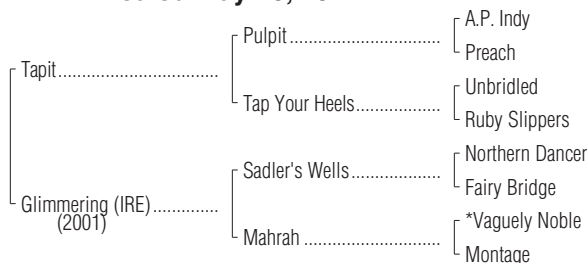 A.P. Indy
Pulpit
Preach
Tapit
Unbridled
Tap Your Heels
Ruby Slippers
Northern Dancer
Sadler's Wells
Fairy Bridge
Glimmering (IRE)
(2001)
*Vaguely Noble
Mahrah
Montage